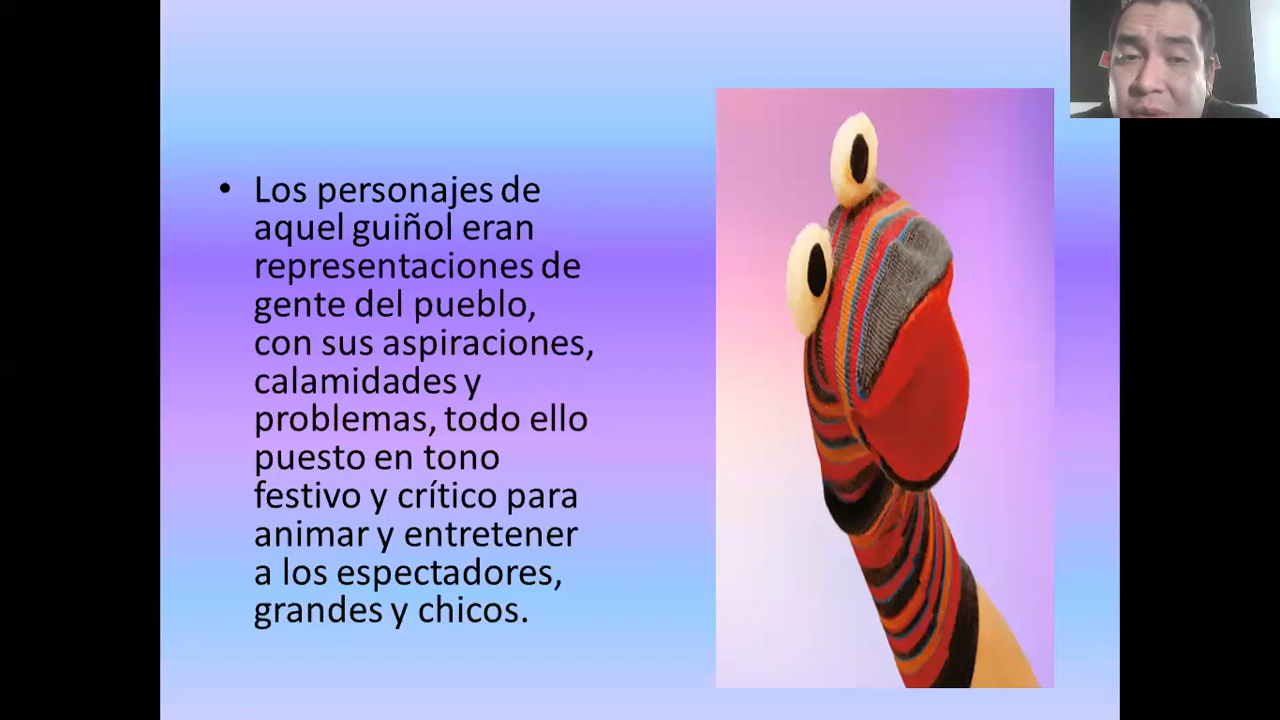 • Los personajes de
aquel guiñol eran
representaciones de
gente del pueblo,
con sus aspiraciones,
calamidades y
problemas, todo ello
puesto en tono
festivo y crítico para
animar y entretener
a los espectadores,
grandes y chicos.